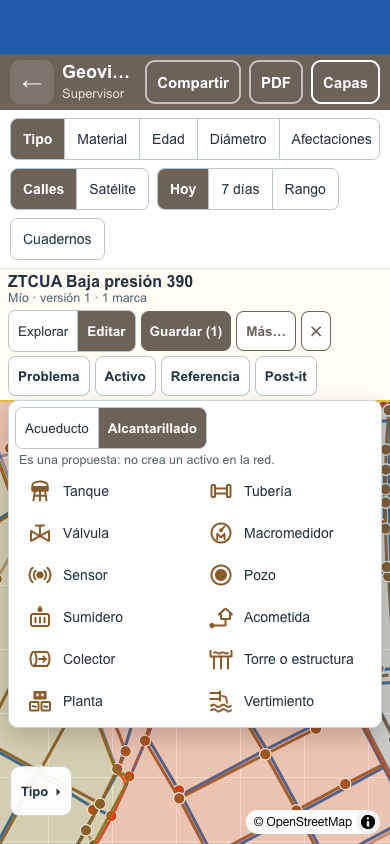 Geovi…
Supervisor
Compartir
PDF
Capas
Tipo
Material
Edad
Diámetro
Afectaciones
Calles
Satélite
Hoy
7 días
Rango
Cuadernos
ZTCUA Baja presión 390
Mío · versión 1 · 1 marca
Explorar
Editar
Guardar (1)
Más…
Problema
Activo
Referencia
Post-it
Acueducto
Alcantarillado
Es una propuesta: no crea un activo en la red.
Tanque
Tubería
Válvula
Macromedidor
Sensor
Pozo
Sumidero
Acometida
Colector
Torre o estructura
Planta
Vertimiento
Tipo
© OpenStreetMap